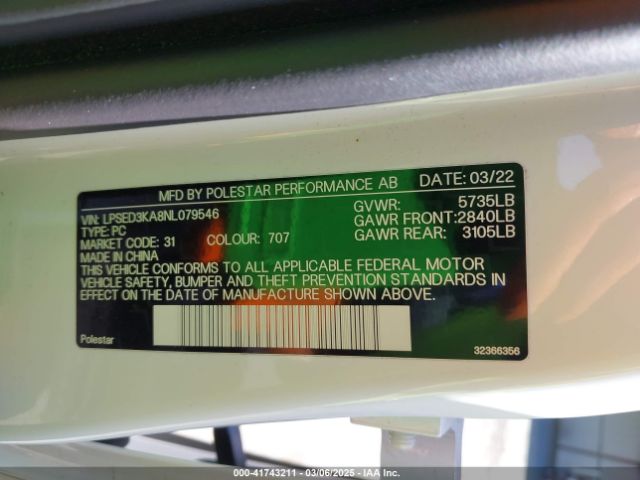 MFD BY POLESTAR PERFORMANCE AB DATE: 03/22
VIN: LPSED3KA8NL079546 GVWR: 5735LB
TYPE: PC GAWR FRONT:2840LB
MARKET CODE: 31 COLOUR: 707 GAWR REAR: 3105LB
MADE IN CHINA
THIS VEHICLE CONFORMS TO ALL APPLICABLE FEDERAL MOTOR
VEHICLE SAFETY, BUMPER AND THEFT PREVENTION STANDARDS IN
EFFECT ON THE DATE OF MANUFACTURE SHOWN ABOVE.
Polestar 32366356
000-41743211 - 03/06/2025 - IAA Inc.